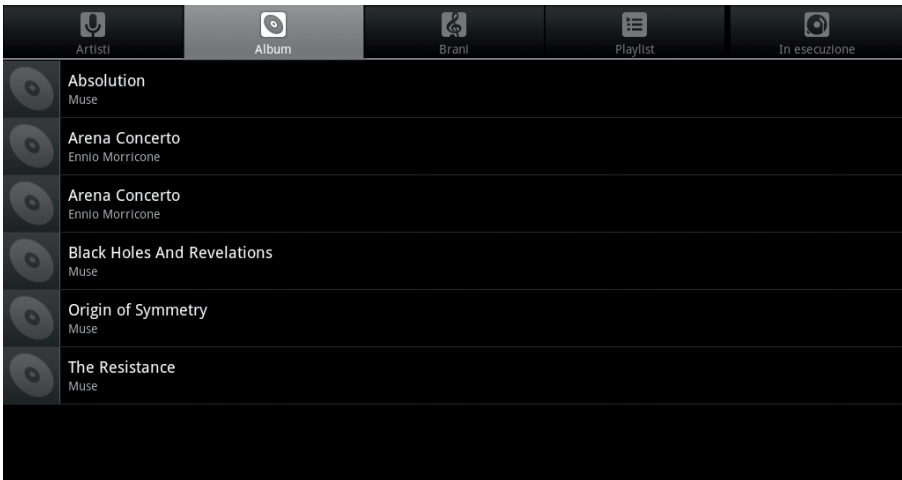 Artisti
Album
Brani
Playlist
In esecuzione
Absolution
Muse
Arena Concerto
Ennio Morricone
Arena Concerto
Ennio Morricone
Black Holes And Revelations
Muse
Origin of Symmetry
Muse
The Resistance
Muse